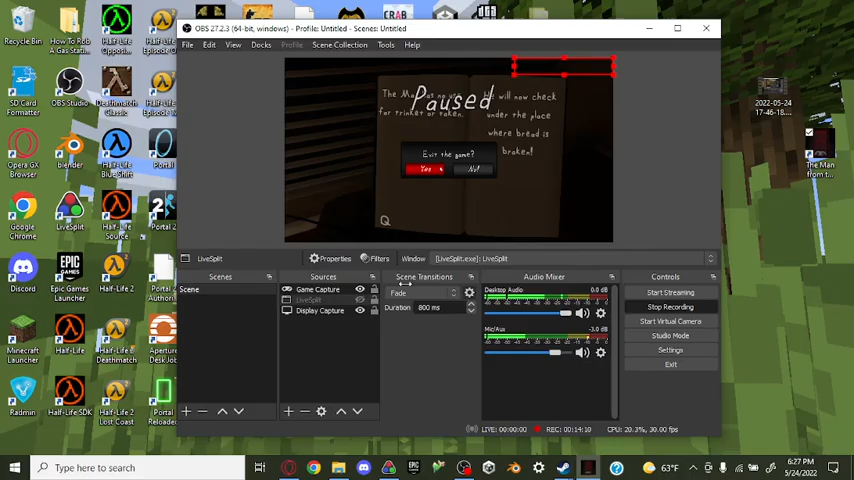 OBS 27.2.3 (64-bit, windows) - Profile: Untitled - Scenes: Untitled
File Edit View Docks Profile Scene Collection Tools Help
Recycle Bin
How To Rob A Gas Station
Half-Life Opposi...
Half-Life
SD Card Formatter
OBS Studio
Deathmatch Classic
Half-Life
Opera GX Browser
blender
Half-Life Blue Shift
Portal
Google Chrome
LiveSplit
Half-Life Source
Portal 2
Discord
Epic Games Launcher
Half-Life 2
Minecraft Launcher
Half-Life
Half-Life 2 Deathmatch
Aperture Desk Job
Radmin
Half-Life SDK
Half-Life 2 Lost Coast
Portal Reloaded
CRAB
Paused
for trinket or token.
He will now check
under the place
where bread is
broken!
Exit the game?
Yes No!
Q
2022-05-24
17-46-18....
The Man
from t...
LiveSplit Properties Filters Window [LiveSplit.exe]: LiveSplit
Scenes Sources Scene Transitions Audio Mixer Controls
Scene
Game Capture
LiveSplit
Display Capture
Fade
Duration 800 ms
Desktop Audio 0.0 dB
Mic/Aux -3.0 dB
Start Streaming
Stop Recording
Start Virtual Camera
Studio Mode
Settings
Exit
LIVE: 00:00:00 REC: 00:14:10 CPU: 20.3%, 30.00 fps
Type here to search
63°F
6:27 PM
5/24/2022